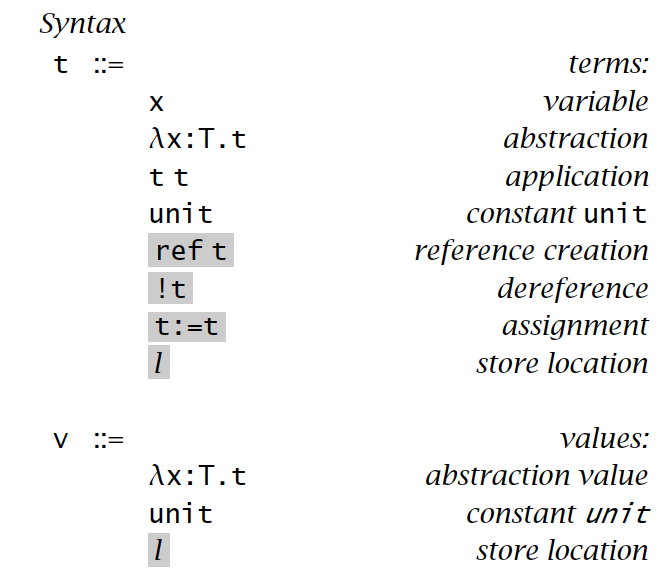 Syntax
t ::= terms:
x variable
λx:T.t abstraction
t t application
unit constant unit
ref t reference creation
!t dereference
t:=t assignment
l store location
v ::= values:
λx:T.t abstraction value
unit constant unit
l store location